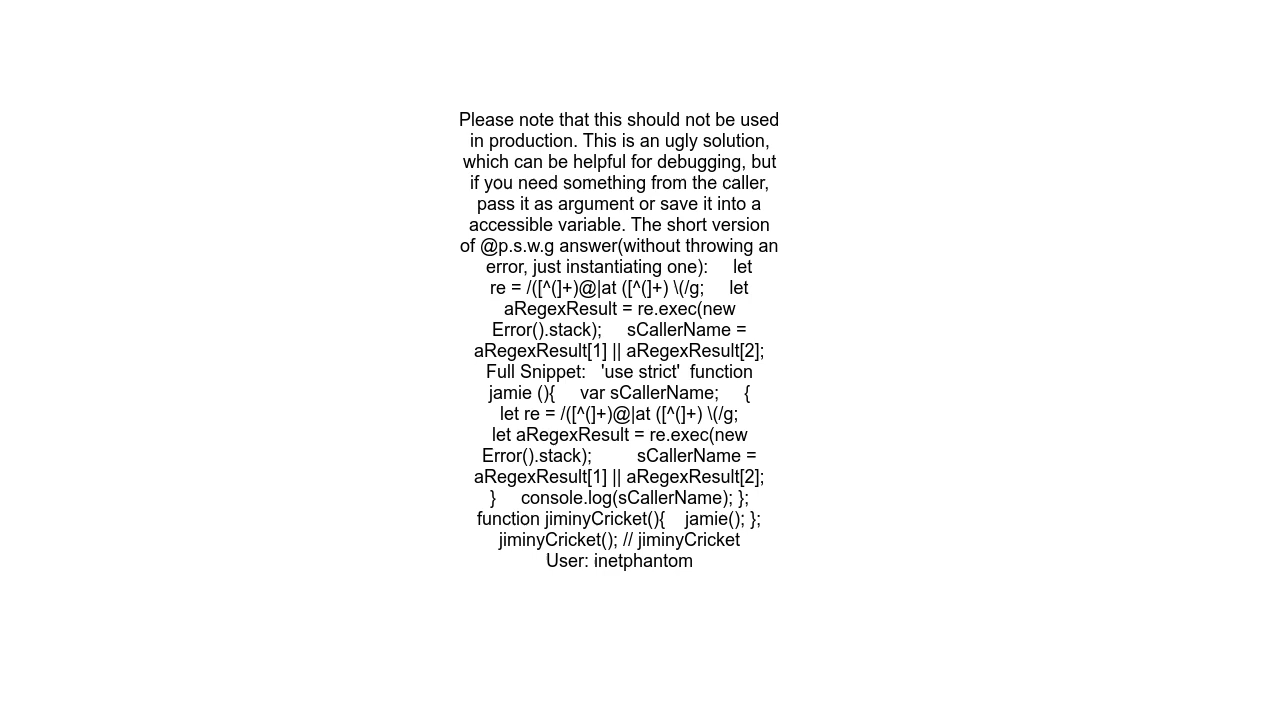 Please note that this should not be used
in production. This is an ugly solution,
which can be helpful for debugging, but
if you need something from the caller,
pass it as argument or save it into a
accessible variable. The short version
of @p.s.w.g answer(without throwing an
error, just instantiating one):     let
re = /([^(]+)@|at ([^(]+) \(/g;     let
aRegexResult = re.exec(new
Error().stack);     sCallerName =
aRegexResult[1] || aRegexResult[2];
Full Snippet:   'use strict'  function
jamie (){     var sCallerName;     {
let re = /([^(]+)@|at ([^(]+) \(/g;
let aRegexResult = re.exec(new
Error().stack);         sCallerName =
aRegexResult[1] || aRegexResult[2];
}     console.log(sCallerName); };
function jiminyCricket(){    jamie(); };
jiminyCricket(); // jiminyCricket
User: inetphantom